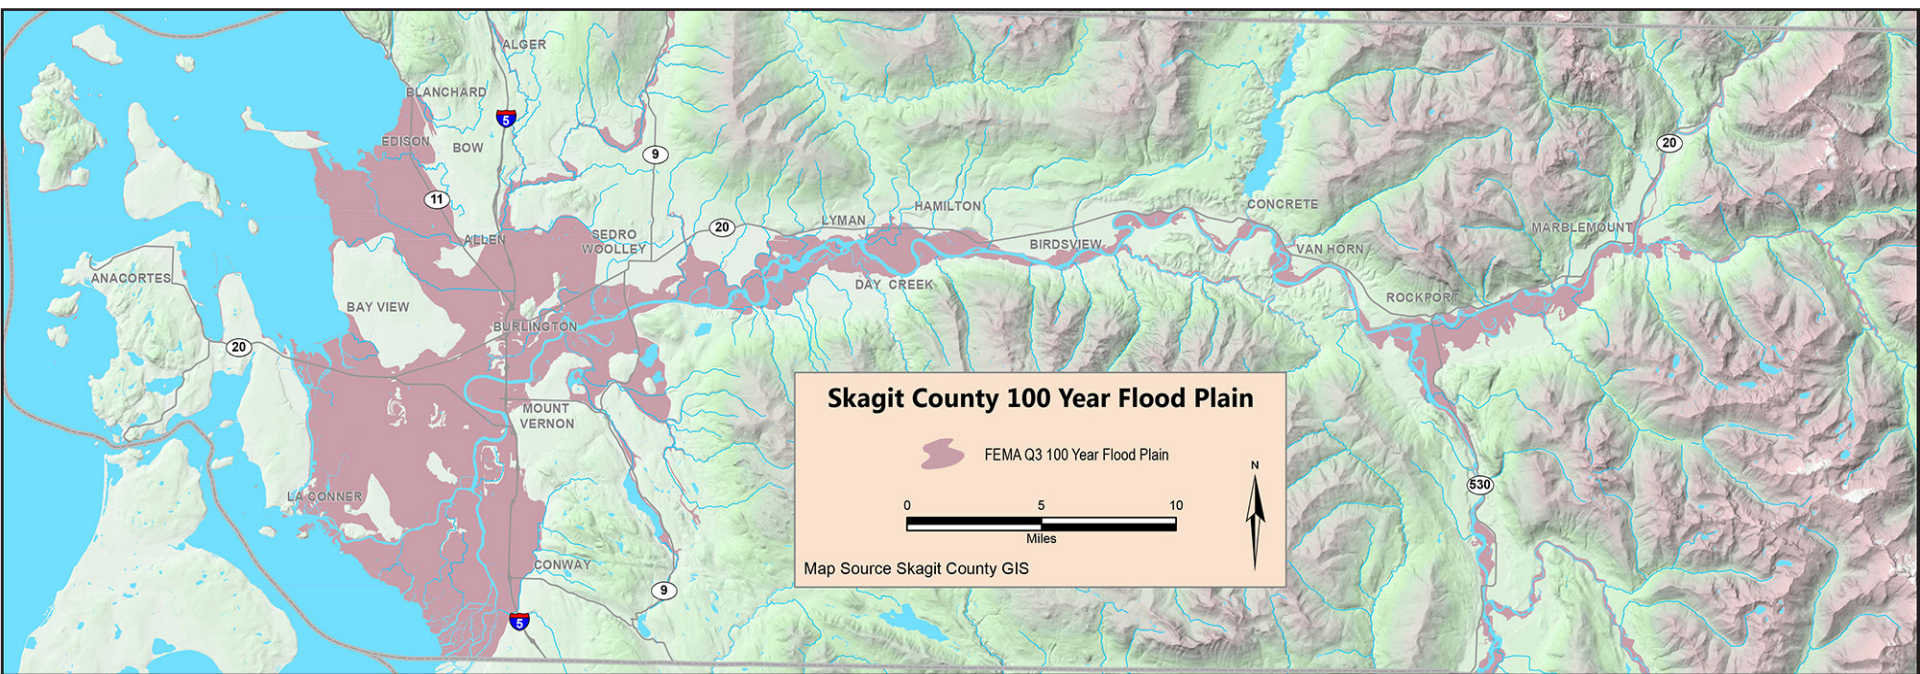 ALGER
BLANCHARD
5
EDISON
BOW
9
20
11
HAMILTON
CONCRETE
LYMAN
20
MARBLEMOUNT
SEDRO
WOOLLEY
ALLEN
BIRDSVIEW
VAN HORN
ANACORTES
DAY CREEK
ROCKPORT
BAY VIEW
BURLINGTON
20
MOUNT
VERNON
LA CONNER
530
CONWAY
9
5
Skagit County 100 Year Flood Plain
FEMA Q3 100 Year Flood Plain
N
0 5 10
Miles
Map Source Skagit County GIS